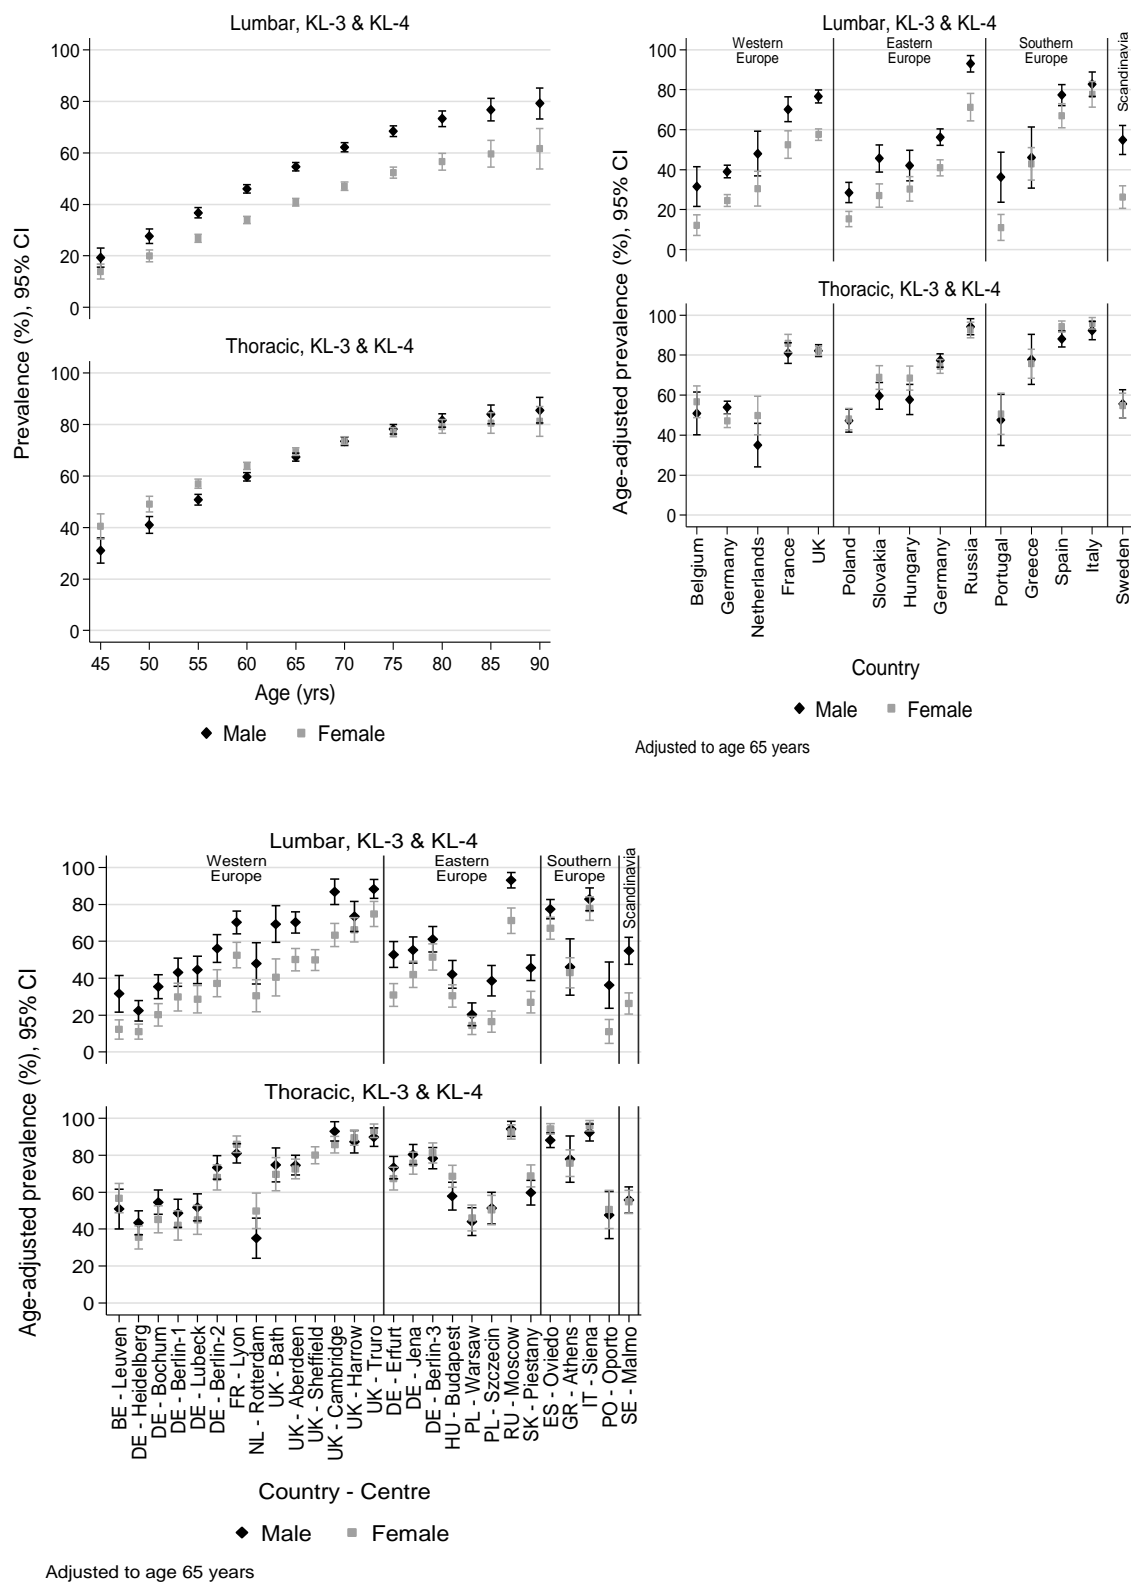 Lumbar, KL-3 & KL-4
100
80
60
40
20
0
Thoracic, KL-3 & KL-4
100
80
60
40
20
0
Prevalence (%), 95% CI
45 50 55 60 65 70 75 80 85 90
Age (yrs)
Male Female
Lumbar, KL-3 & KL-4
Western Europe
Eastern Europe
Southern Europe
Scandinavia
100
80
60
40
20
0
Thoracic, KL-3 & KL-4
100
80
60
40
20
0
Age-adjusted prevalence (%), 95% CI
Belgium
Germany
Netherlands
France
UK
Poland
Slovakia
Hungary
Germany
Russia
Portugal
Greece
Spain
Italy
Sweden
Country
Male Female
Adjusted to age 65 years
Lumbar, KL-3 & KL-4
Western Europe
Eastern Europe
Southern Europe
Scandinavia
100
80
60
40
20
0
Thoracic, KL-3 & KL-4
100
80
60
40
20
0
Age-adjusted prevalence (%), 95% CI
BE - Leuven
DE - Heidelberg
DE - Bochum
DE - Berlin-1
DE - Lubeck
DE - Berlin-2
FR - Lyon
NL - Rotterdam
UK - Bath
UK - Aberdeen
UK - Sheffield
UK - Cambridge
UK - Harrow
UK - Truro
DE - Erfurt
DE - Jena
DE - Berlin-3
HU - Budapest
PL - Warsaw
PL - Szczecin
RU - Moscow
SK - Piestany
ES - Oviedo
GR - Athens
IT - Siena
PO - Oporto
SE - Malmo
Country - Centre
Male Female
Adjusted to age 65 years